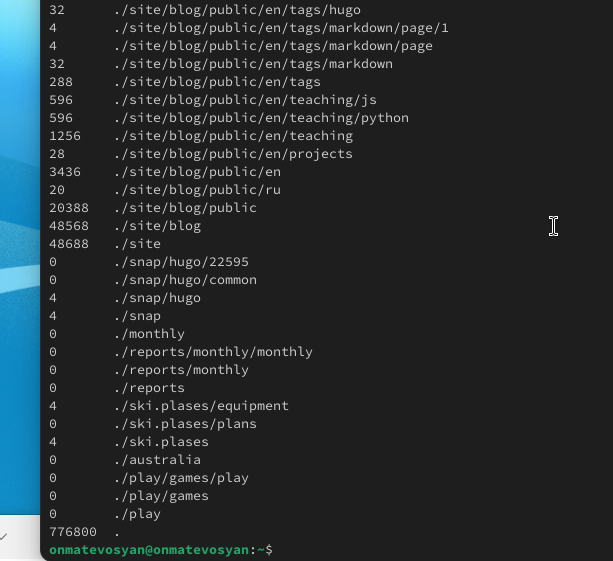 32 ./site/blog/public/en/tags/hugo
4 ./site/blog/public/en/tags/markdown/page/1
4 ./site/blog/public/en/tags/markdown/page
32 ./site/blog/public/en/tags/markdown
288 ./site/blog/public/en/tags
596 ./site/blog/public/en/teaching/js
596 ./site/blog/public/en/teaching/python
1256 ./site/blog/public/en/teaching
28 ./site/blog/public/en/projects
3436 ./site/blog/public/en
20 ./site/blog/public/ru
20388 ./site/blog/public
48568 ./site/blog
48688 ./site
0 ./snap/hugo/22595
0 ./snap/hugo/common
4 ./snap/hugo
4 ./snap
0 ./monthly
0 ./reports/monthly/monthly
0 ./reports/monthly
0 ./reports
4 ./ski.plases/equipment
0 ./ski.plases/plans
4 ./ski.plases
0 ./australia
0 ./play/games/play
0 ./play/games
0 ./play
776800 .
onmatevosyan@onmatevosyan:~$